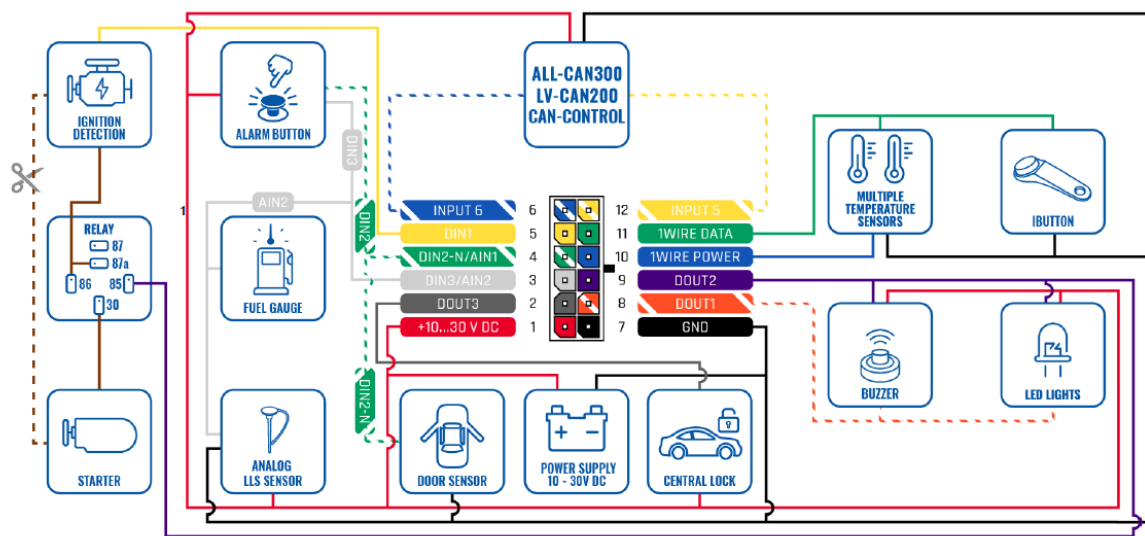 ALL-CAN300
LV-CAN200
CAN-CONTROL
IGNITION
DETECTION
ALARM BUTTON
DIN3
MULTIPLE
TEMPERATURE
SENSORS
IBUTTON
1
AIN2
DIN2
INPUT 6
6
12
INPUT 5
DIN1
5
11
1WIRE DATA
DIN2-N/AIN1
4
10
1WIRE POWER
DIN3/AIN2
3
9
DOUT2
DOUT3
2
8
DOUT1
+10...30 V DC
1
7
GND
RELAY
87
87a
86
85
30
FUEL GAUGE
DIN2-N
BUZZER
LED LIGHTS
STARTER
ANALOG
LLS SENSOR
DOOR SENSOR
POWER SUPPLY
10 - 30V DC
CENTRAL LOCK